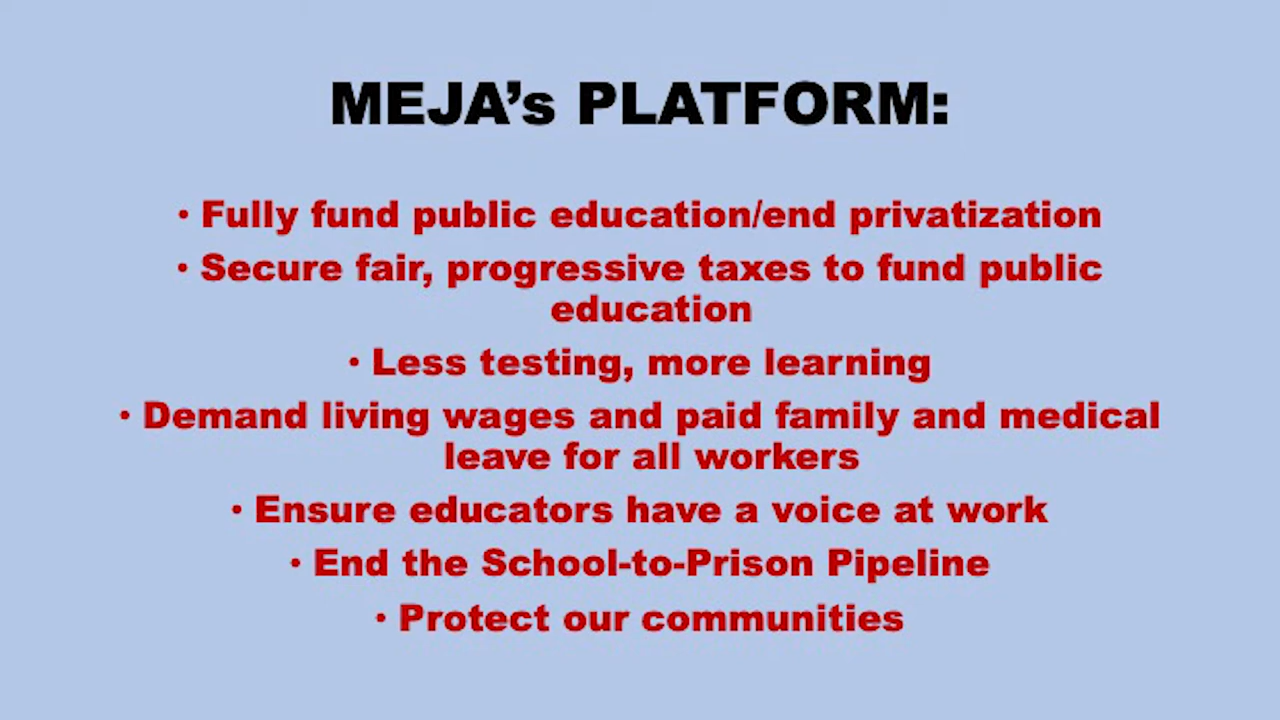 MEJA’s PLATFORM:
• Fully fund public education/end privatization
• Secure fair, progressive taxes to fund public
education
• Less testing, more learning
• Demand living wages and paid family and medical
leave for all workers
• Ensure educators have a voice at work
• End the School-to-Prison Pipeline
• Protect our communities